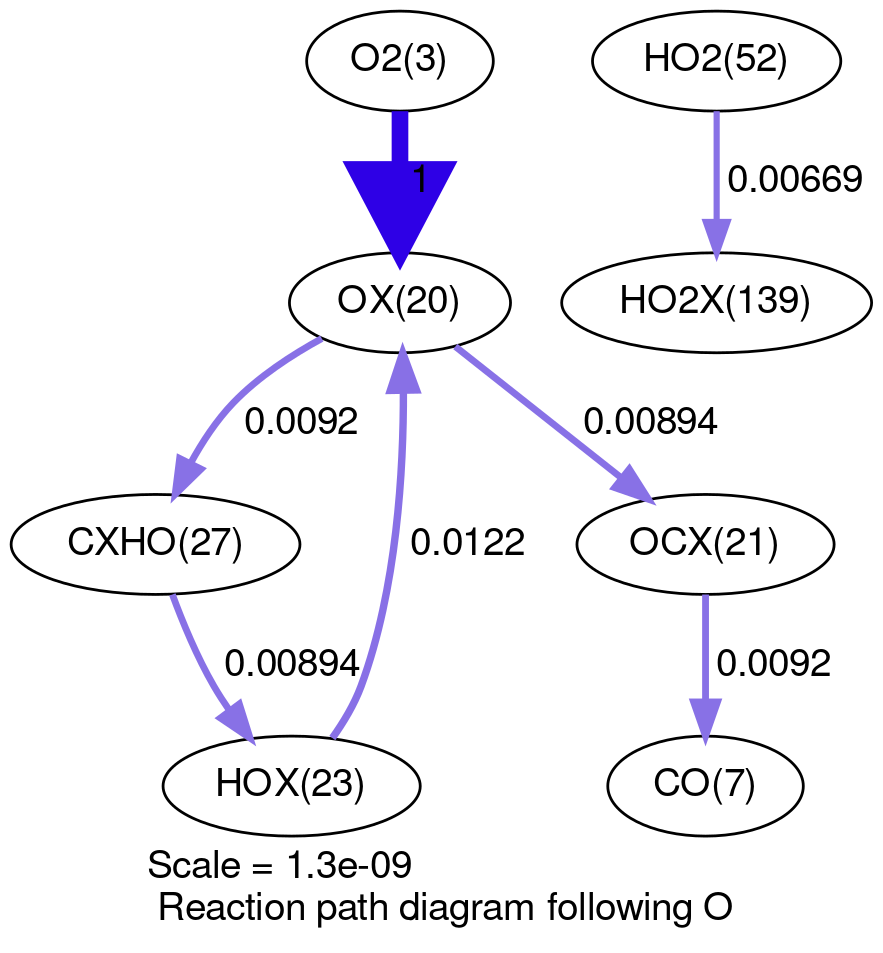 O2(3)
HO2(52)
1
0.00669
OX(20)
HO2X(139)
0.0092
0.00894
CXHO(27)
0.0122
OCX(21)
0.00894
0.0092
HOX(23)
CO(7)
Scale = 1.3e-09
Reaction path diagram following O